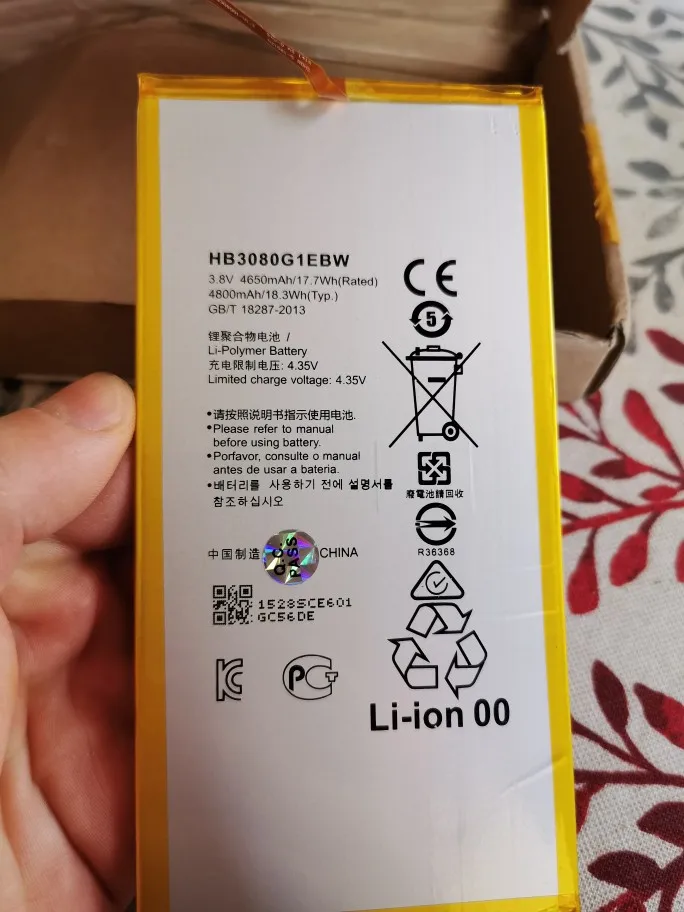 HB3080G1EBW
3.8V 4650mAh/17.7Wh(Rated)
4800mAh/18.3Wh(Typ.)
GB/T 18287-2013
锂聚合物电池 /
Li-Polymer Battery
充电限制电压: 4.35V
Limited charge voltage: 4.35V
•请按照说明书指示使用电池.
•Please refer to manual
before using battery.
•Porfavor, consulte o manual
antes de usar a bateria.
•배터리를 사용하기 전에 설명서를
참조하십시오
中国制造
CHINA
Q.C.
PASS
1528SCE601
GC56DE
CE
5
廢電池請回收
R36368
Li-ion 00